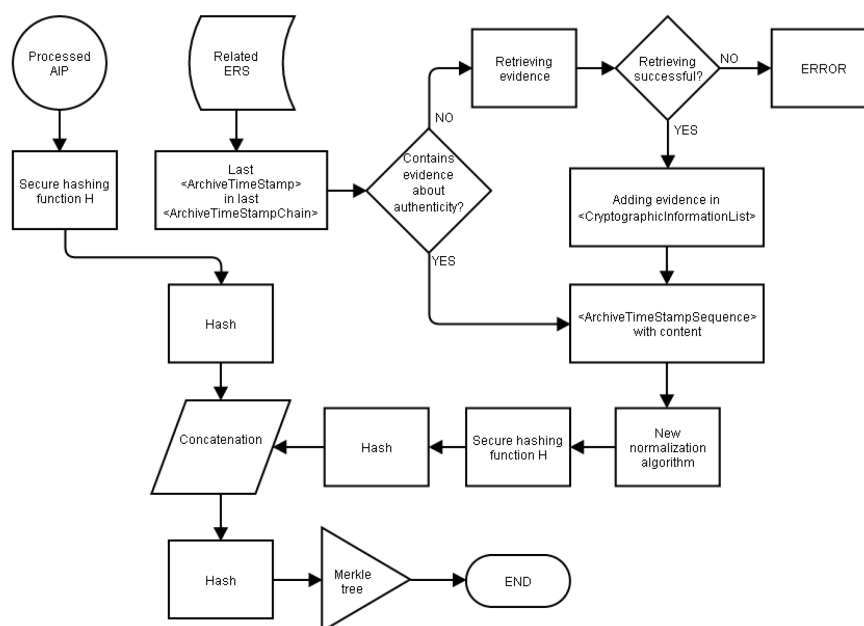 Processed
AIP
Related
ERS
Retrieving
evidence
Retrieving
successful?
NO
ERROR
NO
YES
Secure hashing
function H
Last
<ArchiveTimeStamp>
in last
<ArchiveTimeStampChain>
Contains
evidence
about
authenticity?
Adding evidence in
<CryptographicInformationList>
YES
Hash
<ArchiveTimeStampSequence>
with content
Concatenation
Hash
Secure hashing
function H
New
normalization
algorithm
Hash
Merkle
tree
END